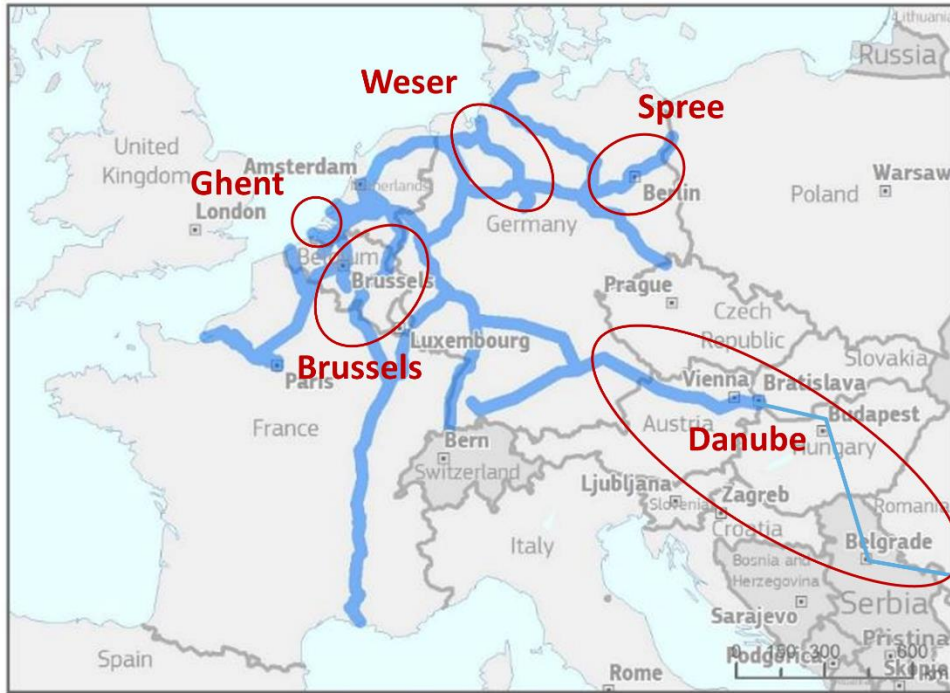 Lithuania
Russia
Weser
Spree
United
Kingdom
Amsterdam
Netherlands
Warsaw
Ghent
Berlin
Poland
London
Germany
Belgium
Brussels
Prague
Czech
Republic
Luxembourg
Slovakia
Brussels
Paris
Vienna
Bratislava
France
Austria
Budapest
Danube
Hungary
Bern
Switzerland
Ljubljana
Slovenia
Zagreb
Romania
Croatia
Italy
Belgrade
Bosnia and
Herzegovina
Serbia
Sarajevo
Pristina
Spain
Podgorica
0 150 300 600
Skopje
km
Rome